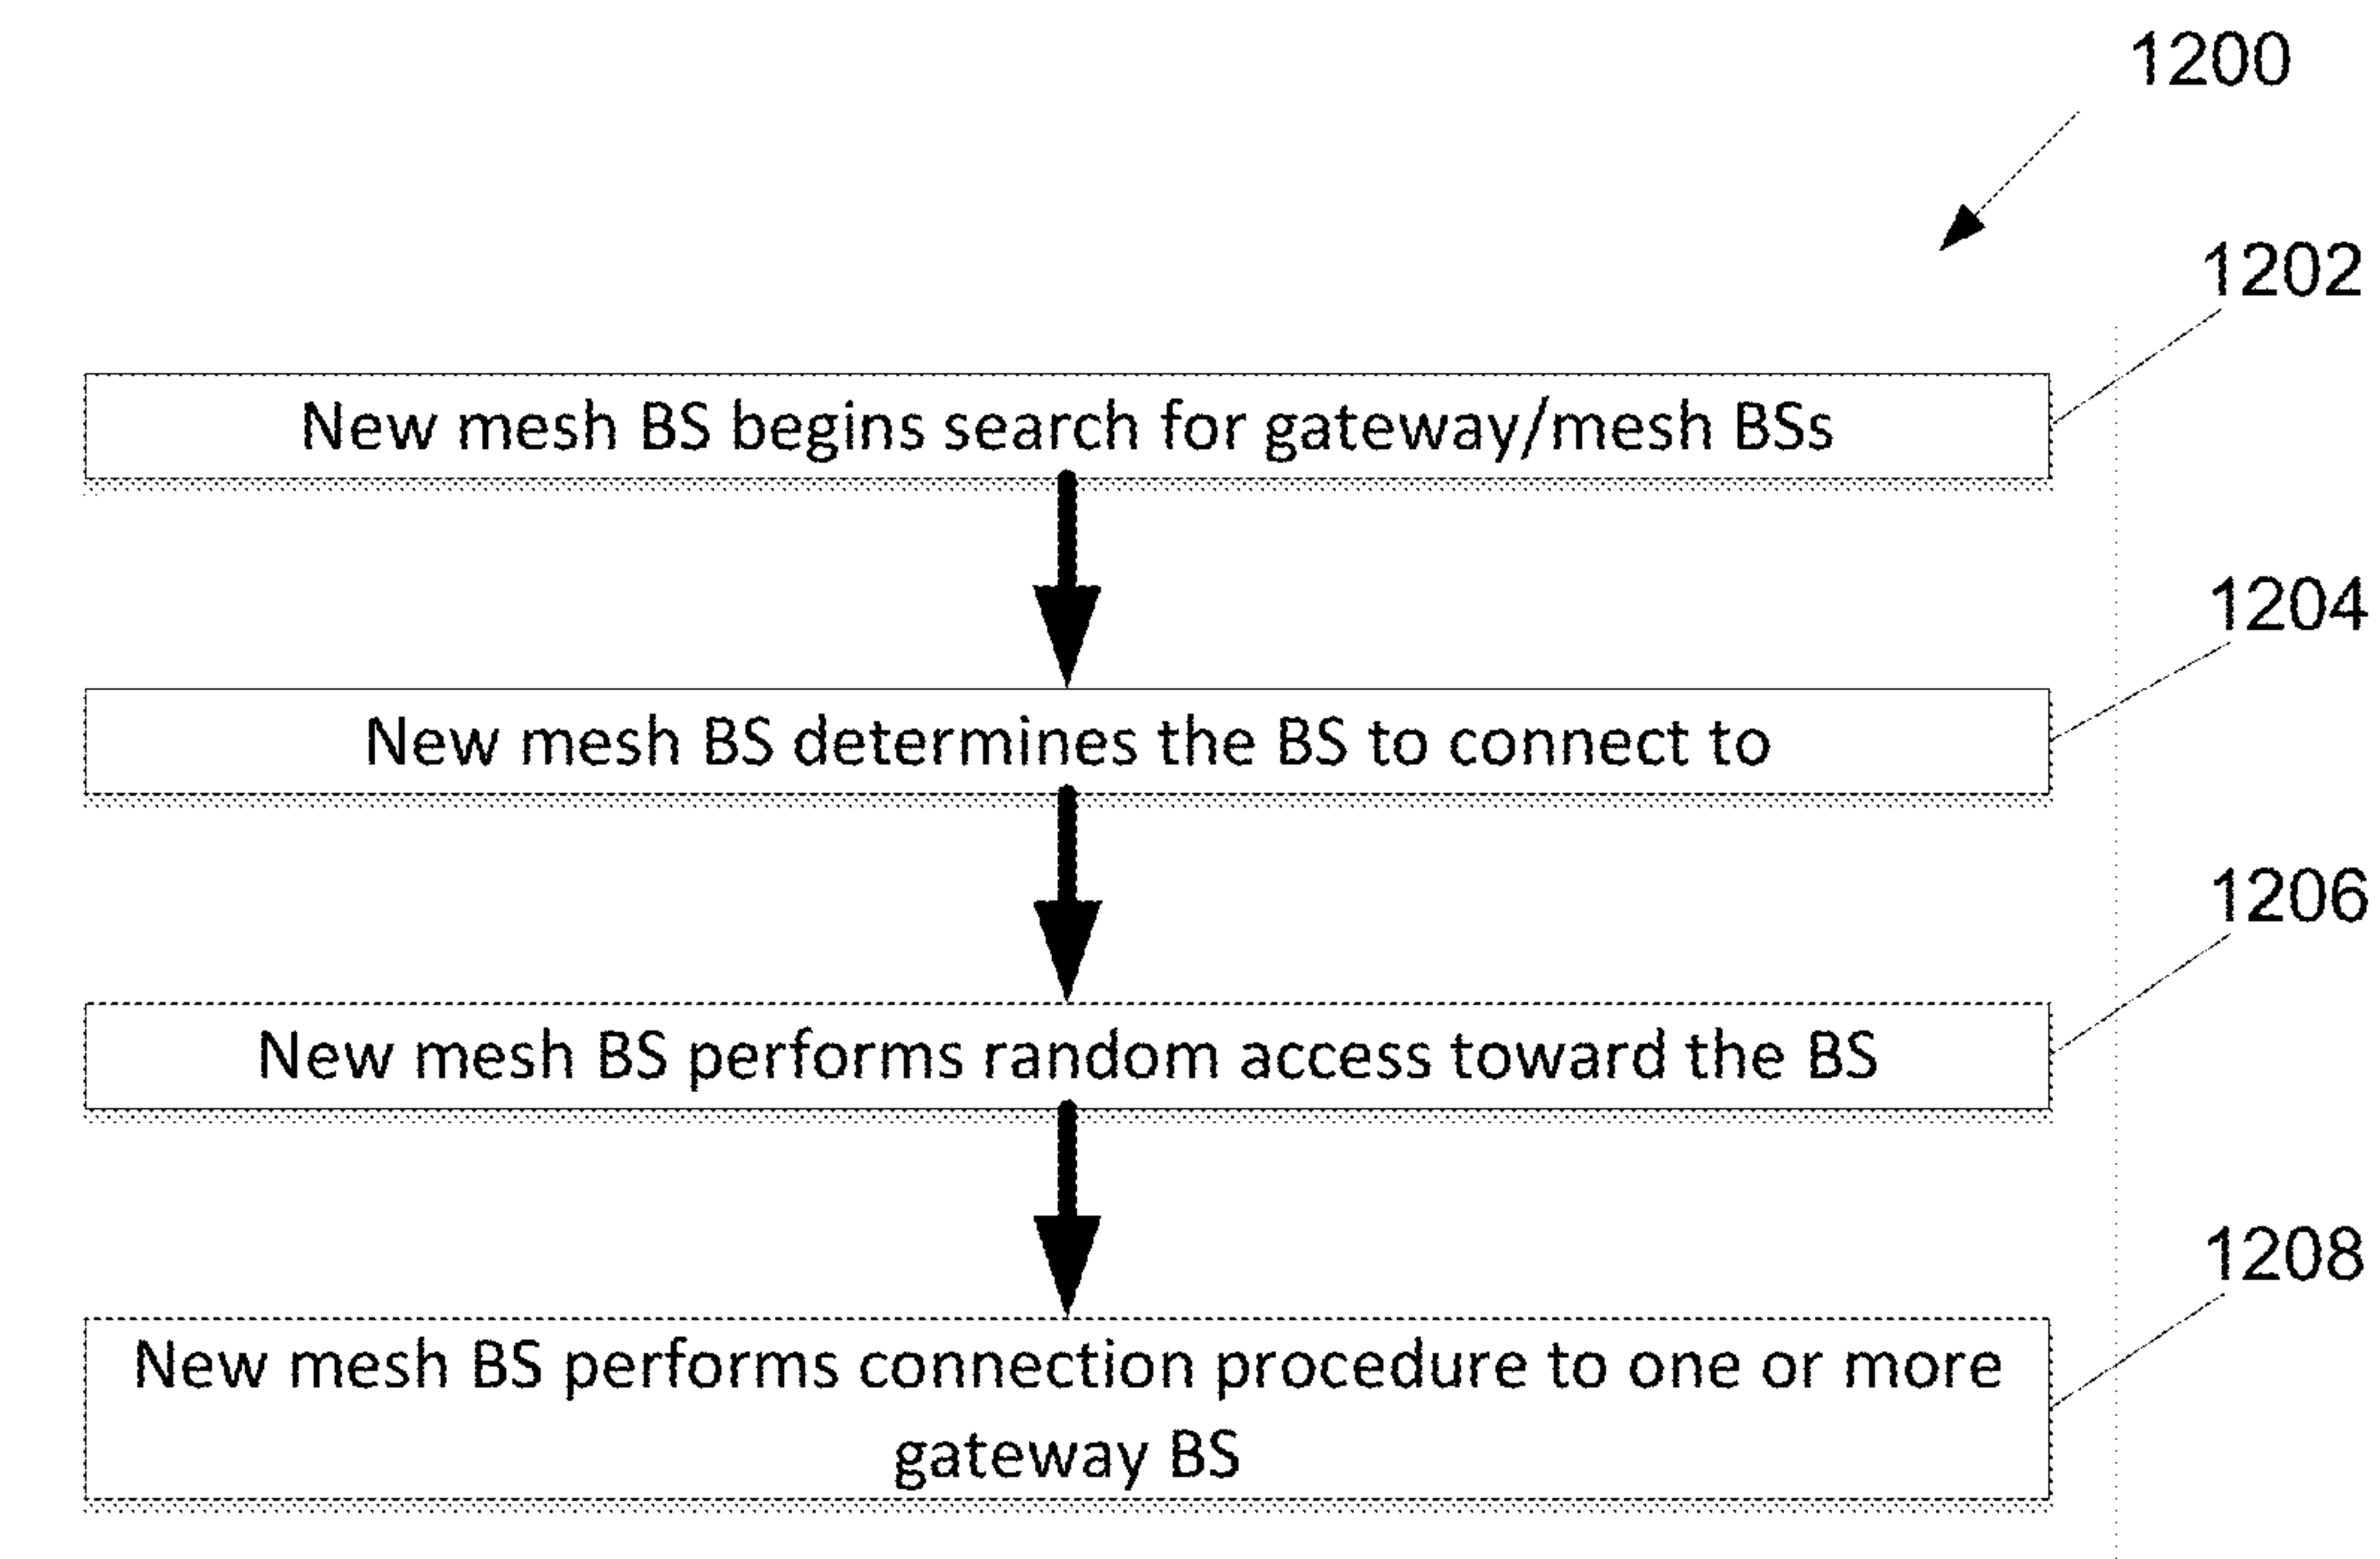 1200
1202
New mesh BS begins search for gateway/mesh BSs
1204
New mesh BS determines the BS to connect to
1206
New mesh BS performs random access toward the BS
1208
New mesh BS performs connection procedure to one or more
gateway BS